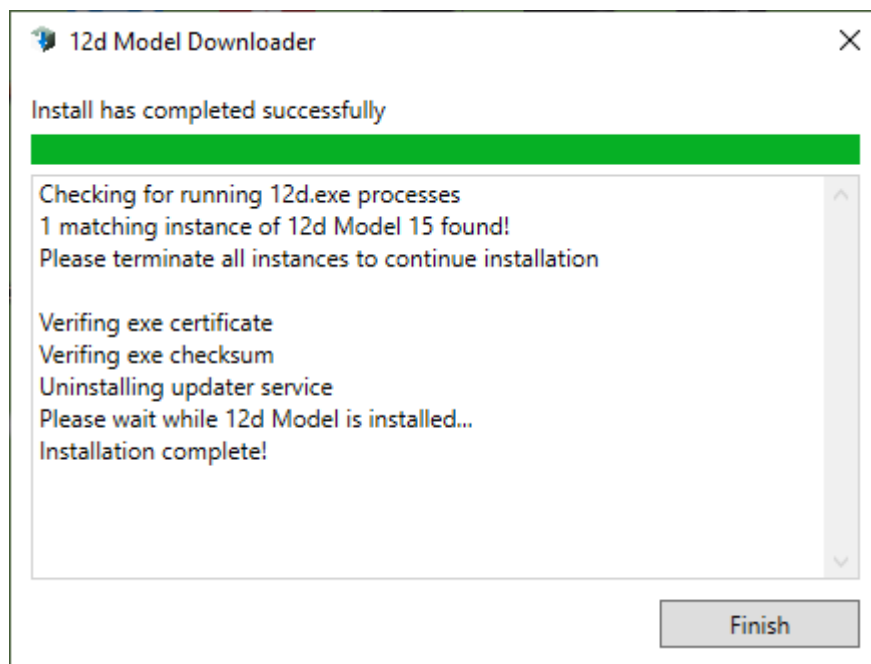 12d Model Downloader
Install has completed successfully
Checking for running 12d.exe processes
1 matching instance of 12d Model 15 found!
Please terminate all instances to continue installation
Verifing exe certificate
Verifing exe checksum
Uninstalling updater service
Please wait while 12d Model is installed...
Installation complete!
Finish